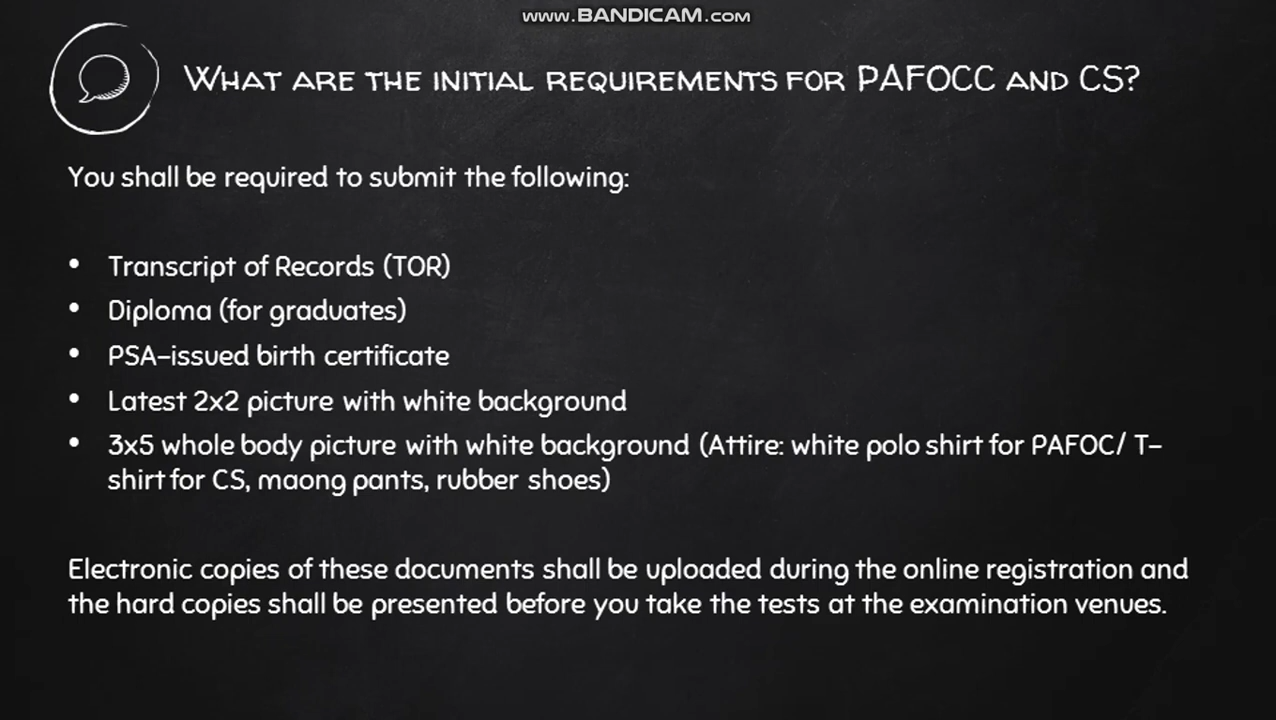 www.BANDICAM.com
What are the initial requirements for PAFOCC and CS?
You shall be required to submit the following:
• Transcript of Records (TOR)
• Diploma (for graduates)
• PSA-issued birth certificate
• Latest 2x2 picture with white background
• 3x5 whole body picture with white background (Attire: white polo shirt for PAFOC/ T-
shirt for CS, maong pants, rubber shoes)
Electronic copies of these documents shall be uploaded during the online registration and
the hard copies shall be presented before you take the tests at the examination venues.